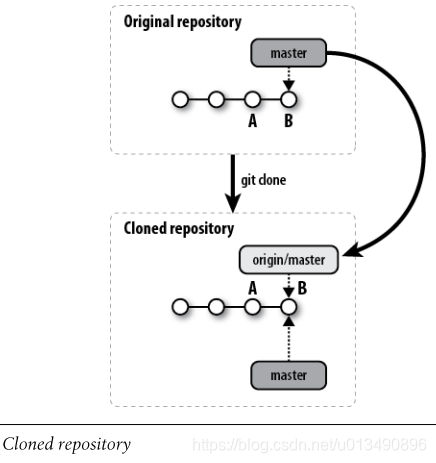 Original repository
master
A B
git clone
Cloned repository
origin/master
A B
master
Cloned repository
https://blog.csdn.net/u013490896